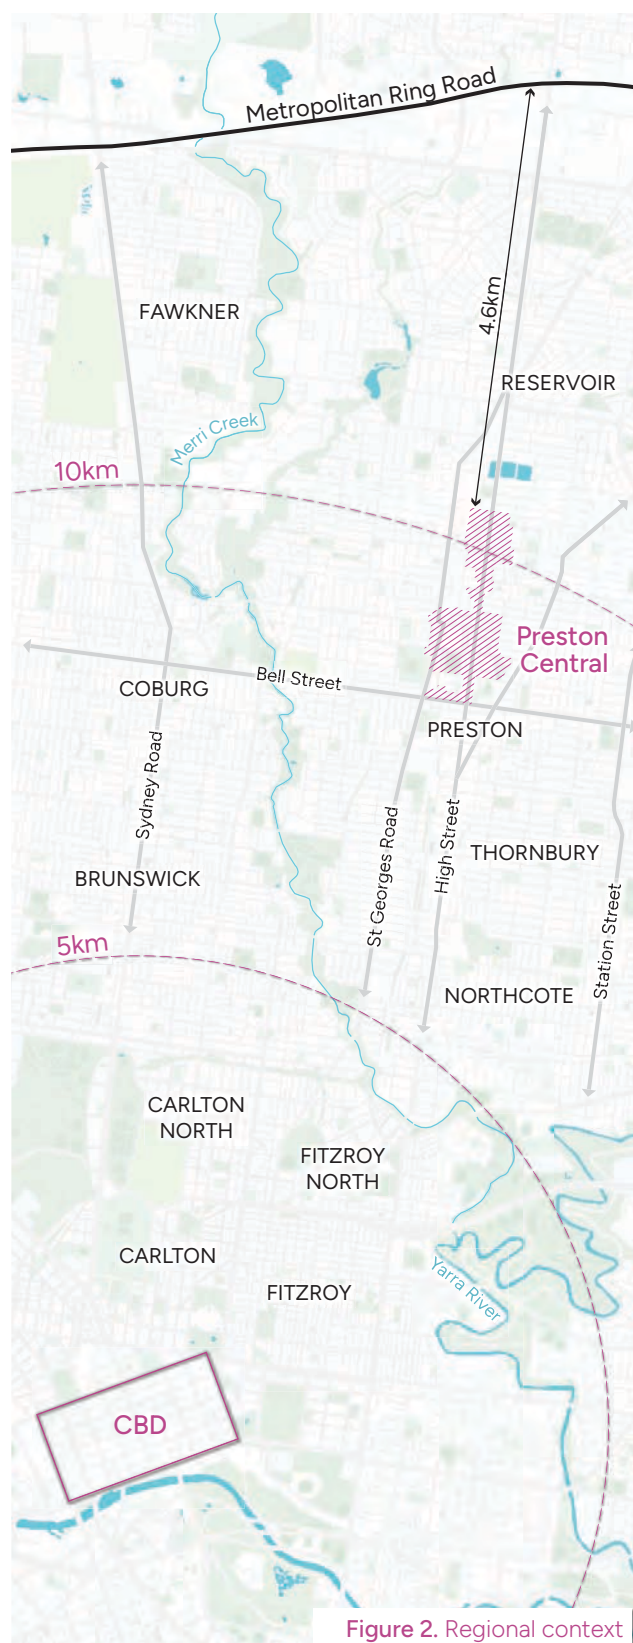 Metropolitan Ring Road
4.6km
FAWKNER
RESERVOIR
Merri Creek
10km
Preston
Central
Bell Street
COBURG
PRESTON
Sydney Road
St Georges Road
High Street
THORNBURY
BRUNSWICK
Station Street
5km
NORTHCOTE
CARLTON
NORTH
FITZROY
NORTH
CARLTON
Yarra River
FITZROY
CBD
Figure 2. Regional context